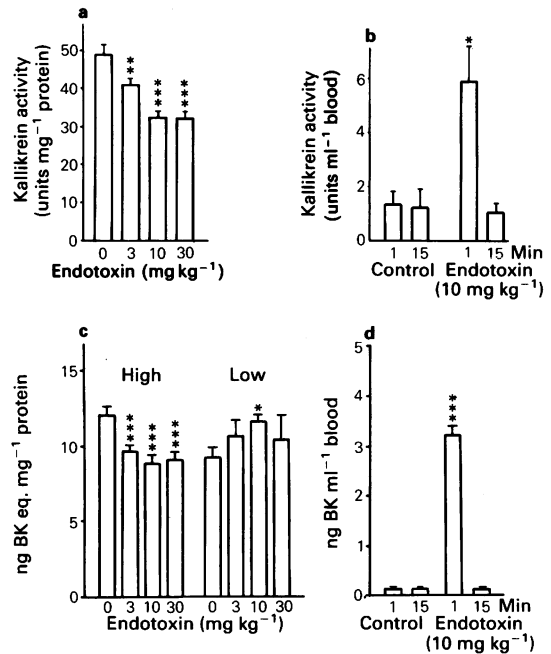 a
Kallikrein activity
(units mg⁻¹ protein)
50
40
30
20
10
0
**
***
***
0 3 10 30
Endotoxin (mg kg⁻¹)
b
Kallikrein activity
(units ml⁻¹ blood)
6
4
2
0
*
1 15 1 15 Min
Control Endotoxin
(10 mg kg⁻¹)
c
ng BK eq. mg⁻¹ protein
15
10
5
0
High Low
***
***
***
*
0 3 10 30 0 3 10 30
Endotoxin (mg kg⁻¹)
d
ng BK ml⁻¹ blood
5
4
3
2
1
0
***
1 15 1 15 Min
Control Endotoxin
(10 mg kg⁻¹)